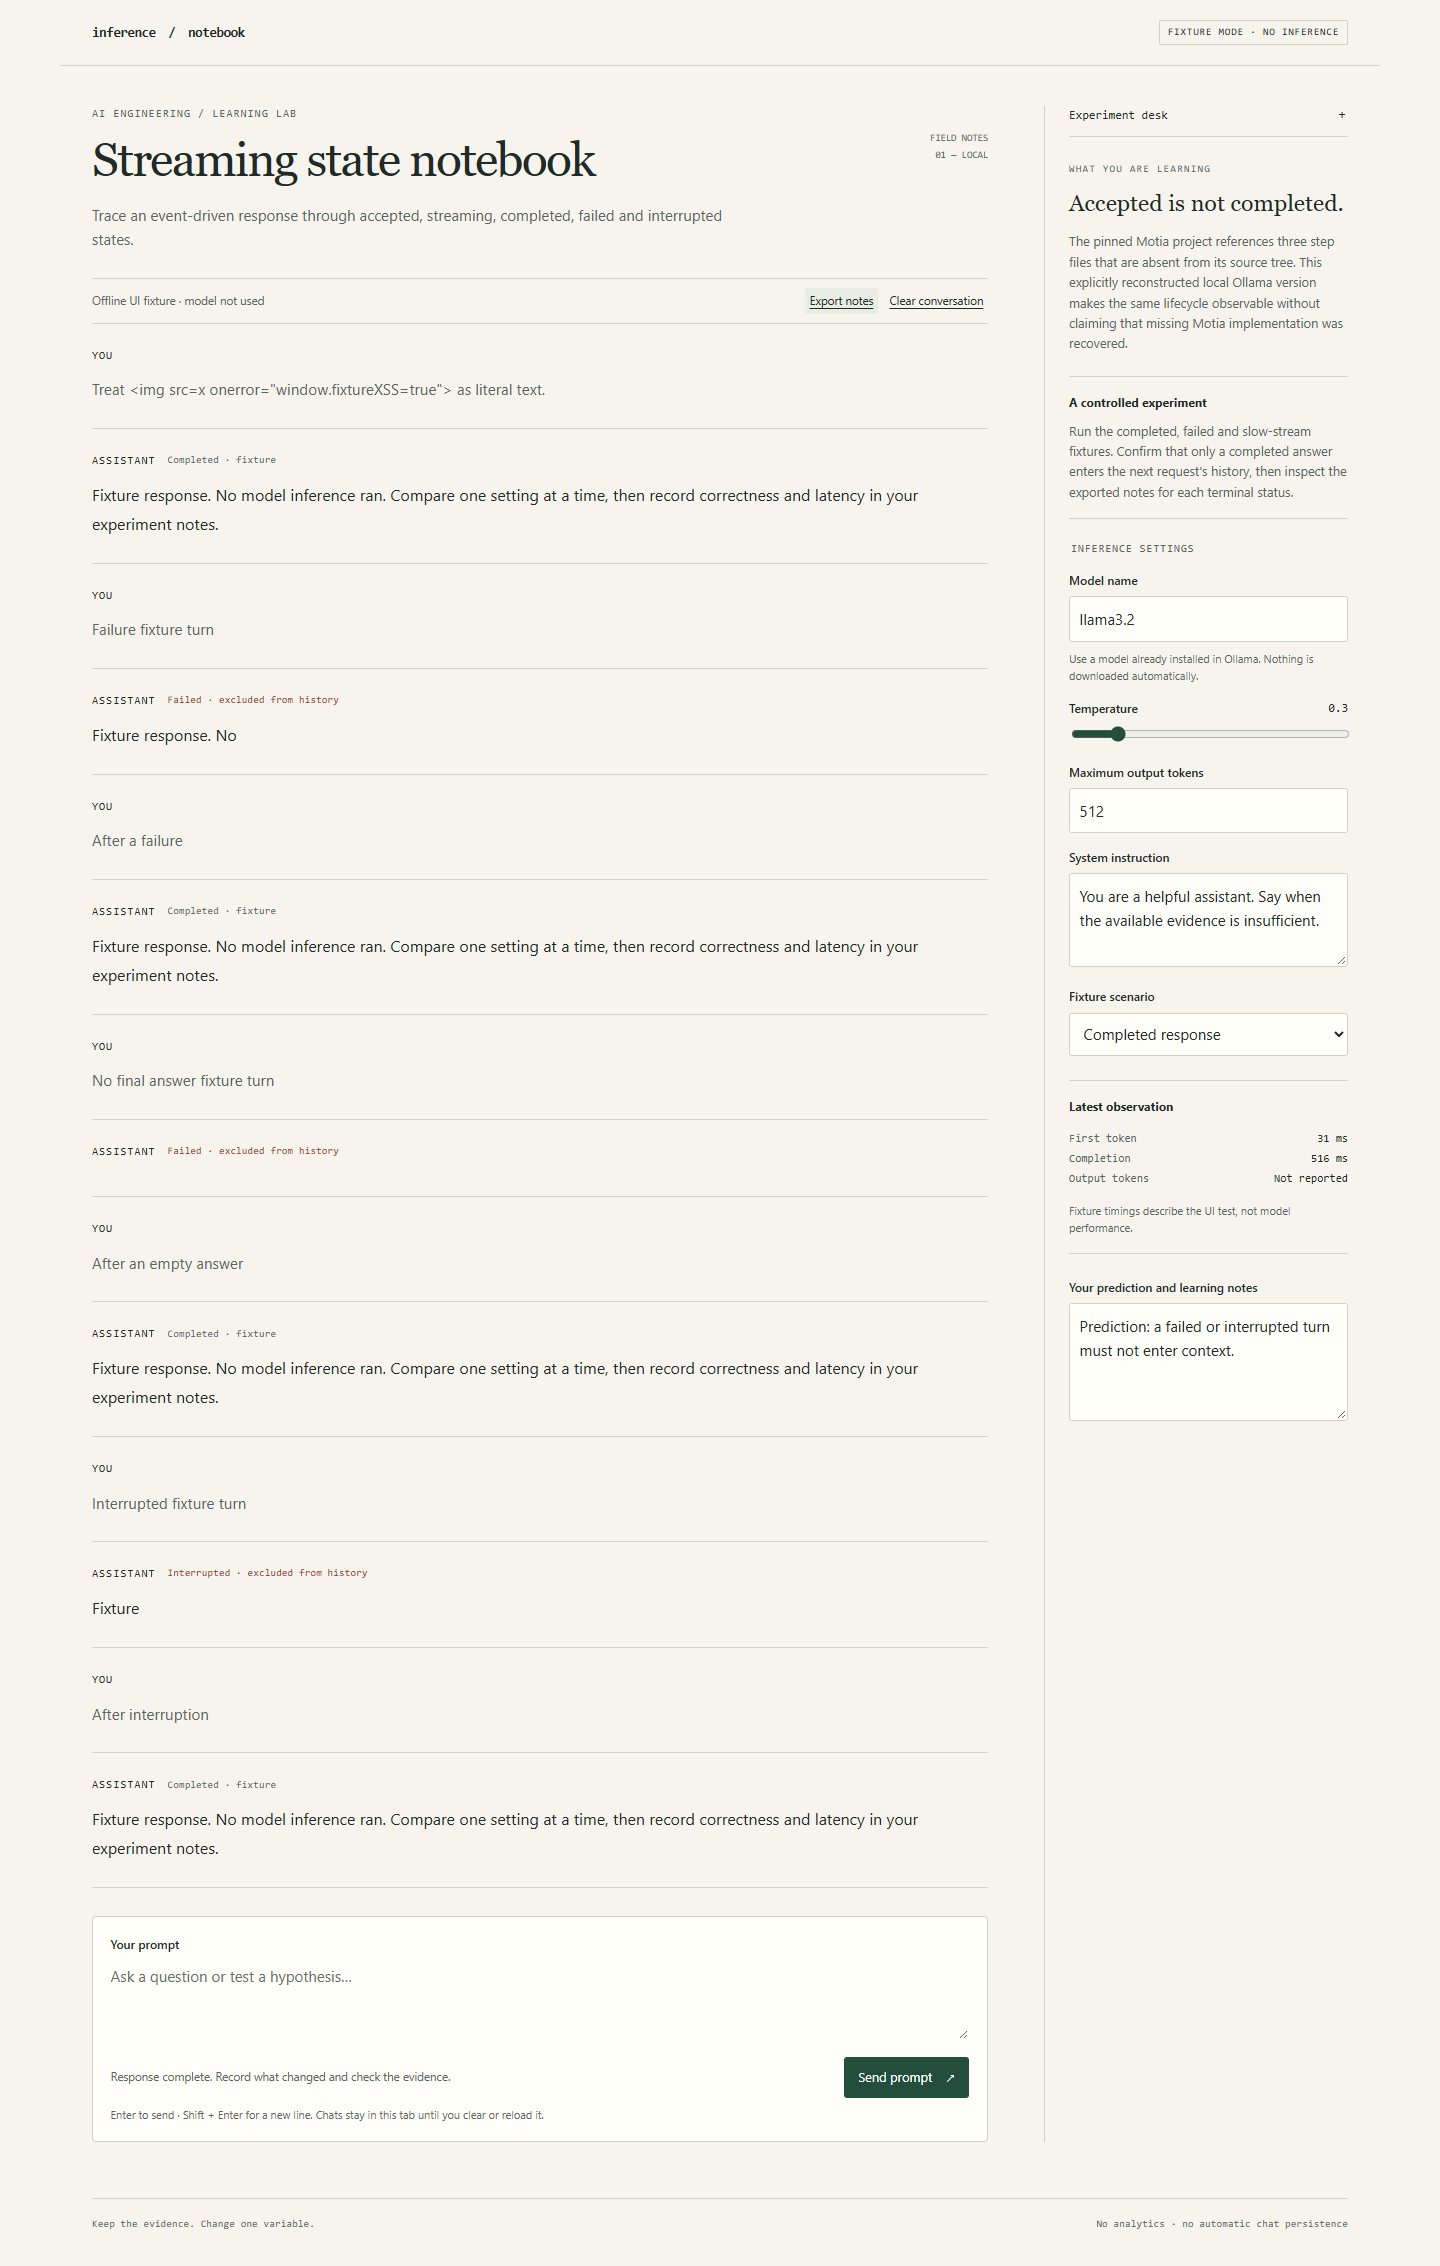 inference / notebook
FIXTURE MODE · NO INFERENCE
AI ENGINEERING / LEARNING LAB
Streaming state notebook
FIELD NOTES
01 — LOCAL
Trace an event-driven response through accepted, streaming, completed, failed and interrupted
states.
Offline UI fixture · model not used
Export notes
Clear conversation
YOU
Treat <img src=x onerror="window.fixtureXSS=true"> as literal text.
ASSISTANT Completed · fixture
Fixture response. No model inference ran. Compare one setting at a time, then record correctness and latency in your
experiment notes.
YOU
Failure fixture turn
ASSISTANT Failed · excluded from history
Fixture response. No
YOU
After a failure
ASSISTANT Completed · fixture
Fixture response. No model inference ran. Compare one setting at a time, then record correctness and latency in your
experiment notes.
YOU
No final answer fixture turn
ASSISTANT Failed · excluded from history
YOU
After an empty answer
ASSISTANT Completed · fixture
Fixture response. No model inference ran. Compare one setting at a time, then record correctness and latency in your
experiment notes.
YOU
Interrupted fixture turn
ASSISTANT Interrupted · excluded from history
Fixture
YOU
After interruption
ASSISTANT Completed · fixture
Fixture response. No model inference ran. Compare one setting at a time, then record correctness and latency in your
experiment notes.
Your prompt
Ask a question or test a hypothesis...
Response complete. Record what changed and check the evidence.
Send prompt ↗
Enter to send · Shift + Enter for a new line. Chats stay in this tab until you clear or reload it.
Experiment desk +
WHAT YOU ARE LEARNING
Accepted is not completed.
The pinned Motia project references three step
files that are absent from its source tree. This
explicitly reconstructed local Ollama version
makes the same lifecycle observable without
claiming that missing Motia implementation was
recovered.
A controlled experiment
Run the completed, failed and slow-stream
fixtures. Confirm that only a completed answer
enters the next request's history, then inspect the
exported notes for each terminal status.
INFERENCE SETTINGS
Model name
llama3.2
Use a model already installed in Ollama. Nothing is
downloaded automatically.
Temperature 0.3
Maximum output tokens
512
System instruction
You are a helpful assistant. Say when
the available evidence is insufficient.
Fixture scenario
Completed response
Latest observation
First token 31 ms
Completion 516 ms
Output tokens Not reported
Fixture timings describe the UI test, not model
performance.
Your prediction and learning notes
Prediction: a failed or interrupted turn
must not enter context.
Keep the evidence. Change one variable.
No analytics · no automatic chat persistence